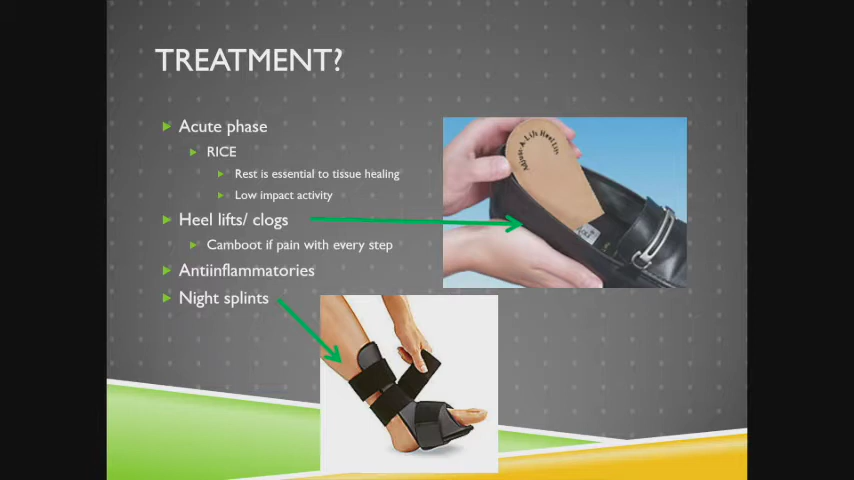 TREATMENT?
Acute phase
RICE
Rest is essential to tissue healing
Low impact activity
Heel lifts/ clogs
Camboot if pain with every step
Antiinflammatories
Night splints